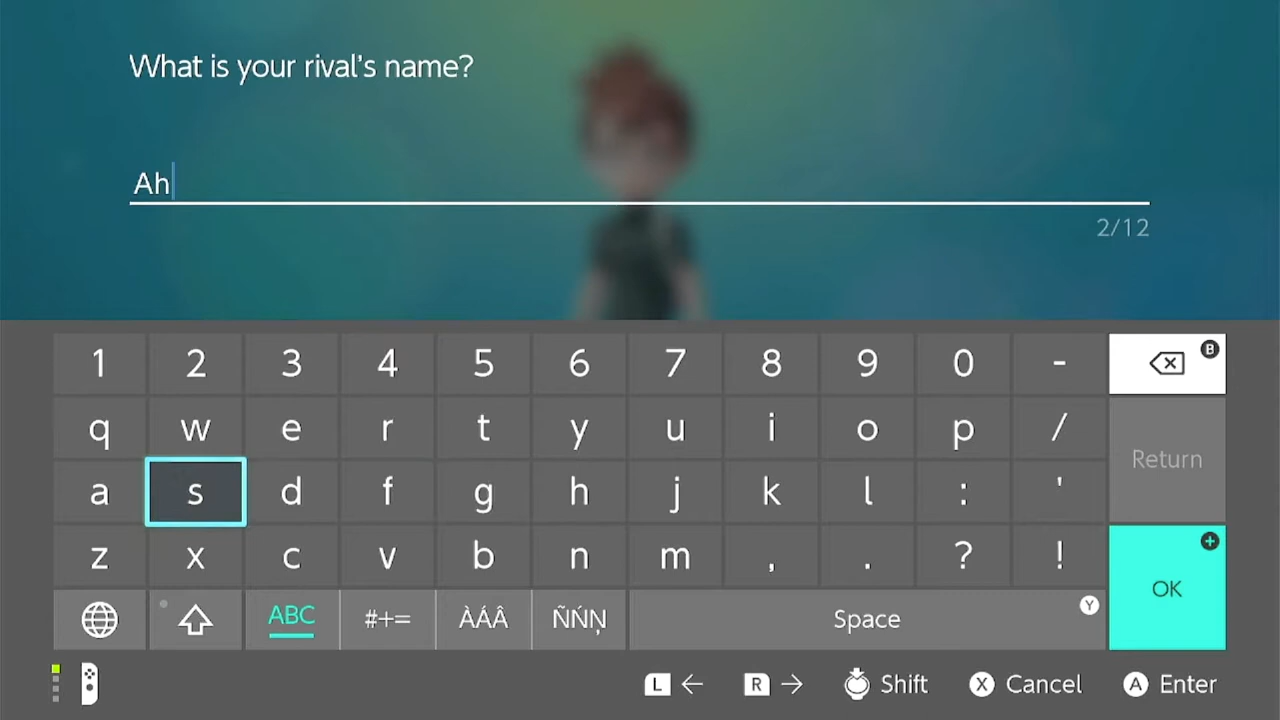 What is your rival's name?
Ah
2/12
1 2 3 4 5 6 7 8 9 0 - B
q w e r t y u i o p / Return
a s d f g h j k l : '
z x c v b n m , . ? ! + OK
ABC #+= ÀÁÂ ÑŃŅ Space Y
L ← R → Shift X Cancel A Enter